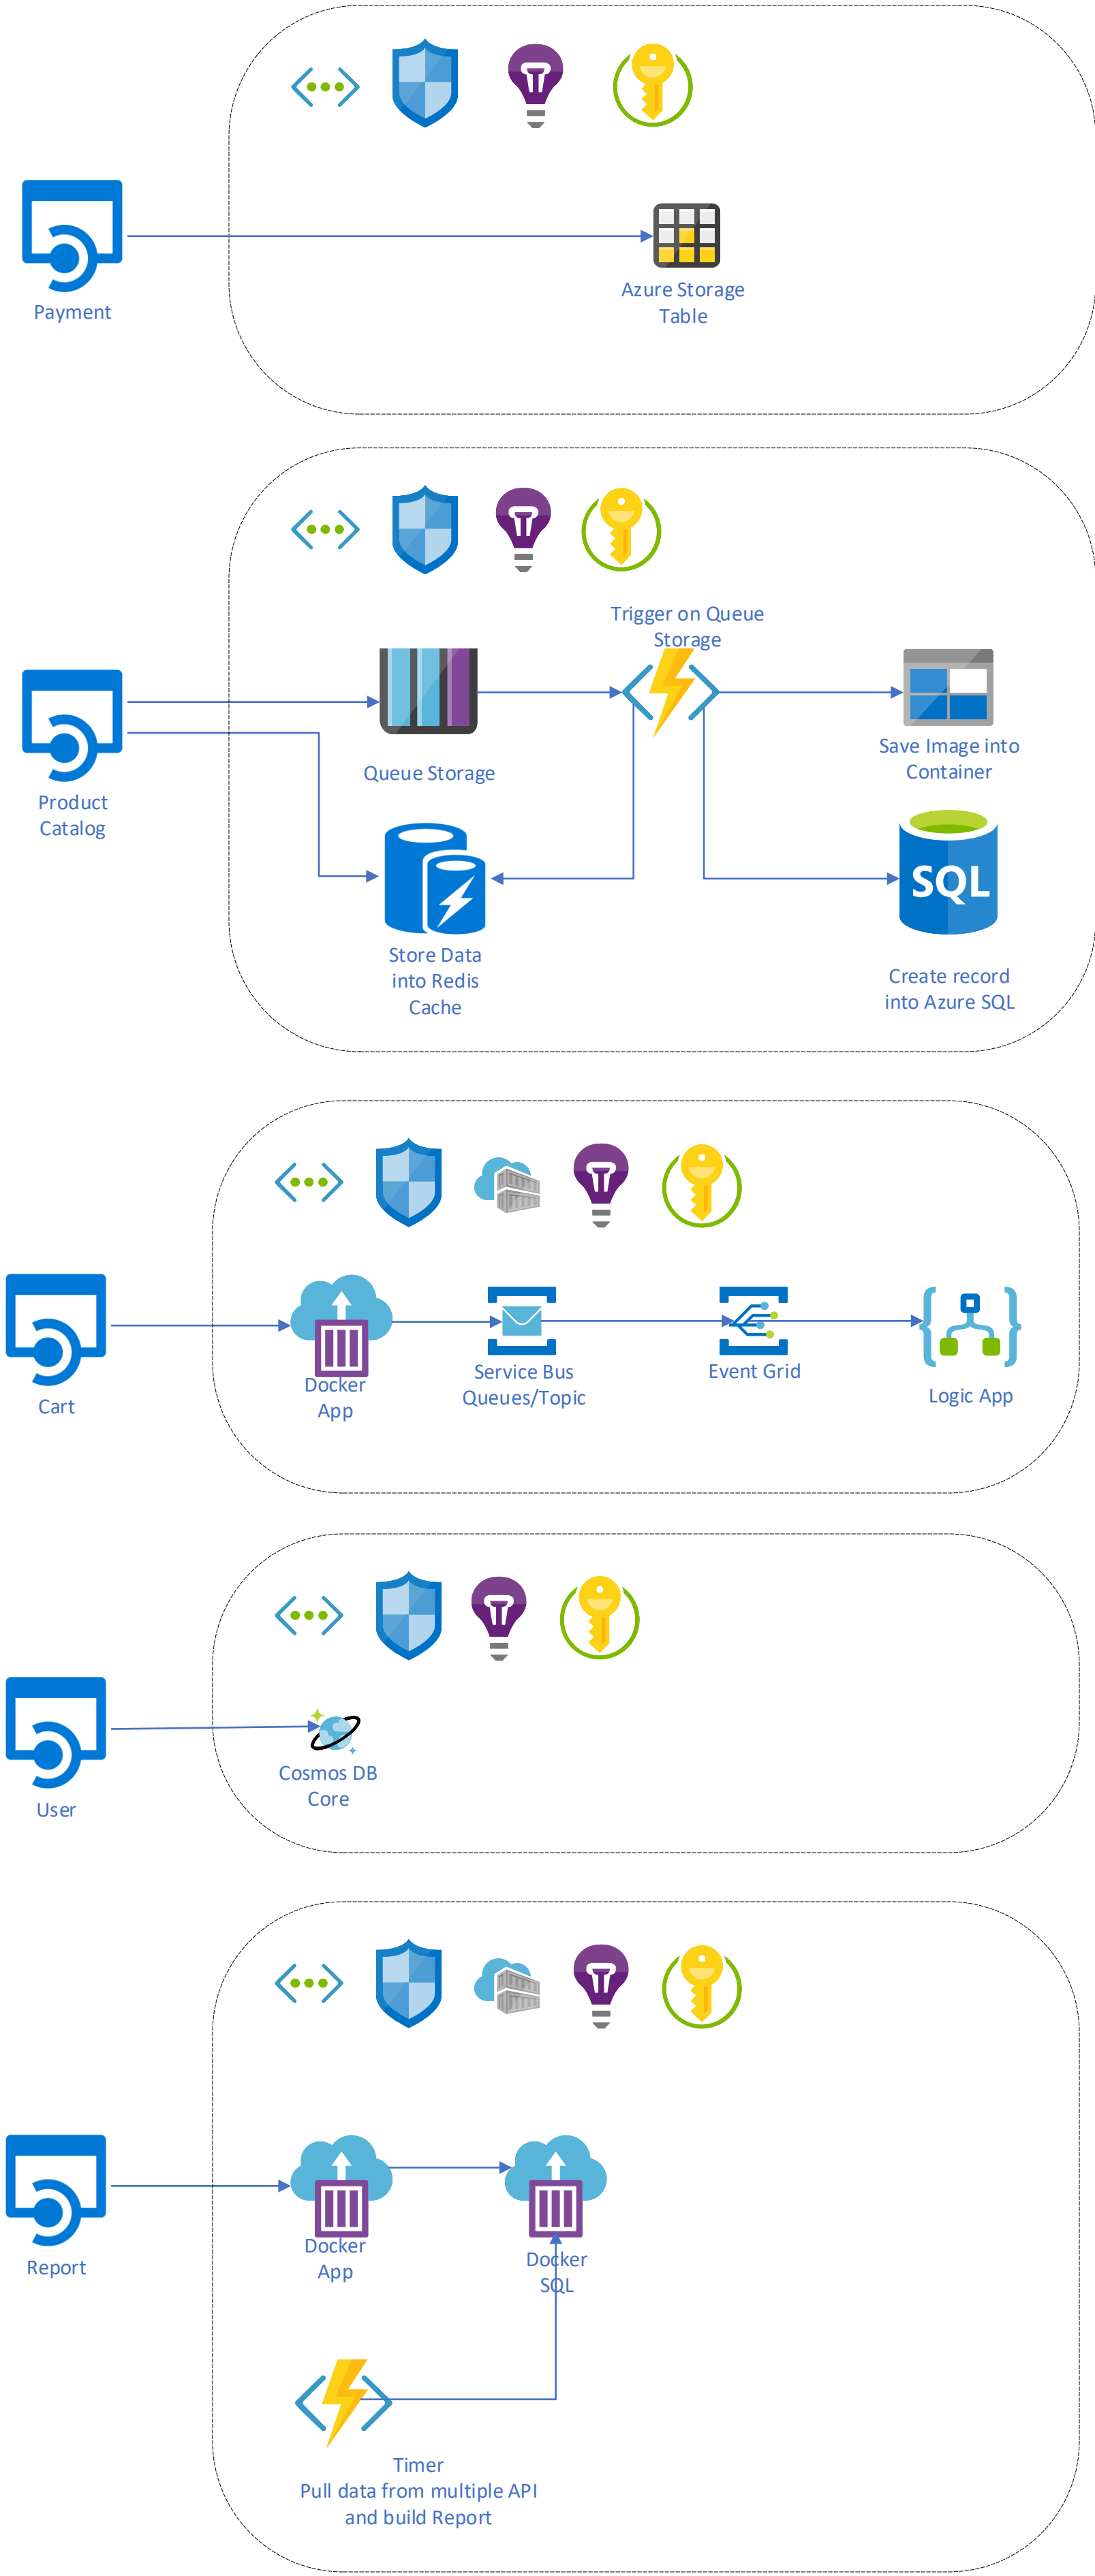 Payment
Azure Storage
Table
Trigger on Queue
Storage
Product
Catalog
Queue Storage
Save Image into
Container
SQL
Store Data
into Redis
Cache
Create record
into Azure SQL
Cart
Docker
App
Service Bus
Queues/Topic
Event Grid
Logic App
User
Cosmos DB
Core
Report
Docker
App
Docker
SQL
Timer
Pull data from multiple API
and build Report